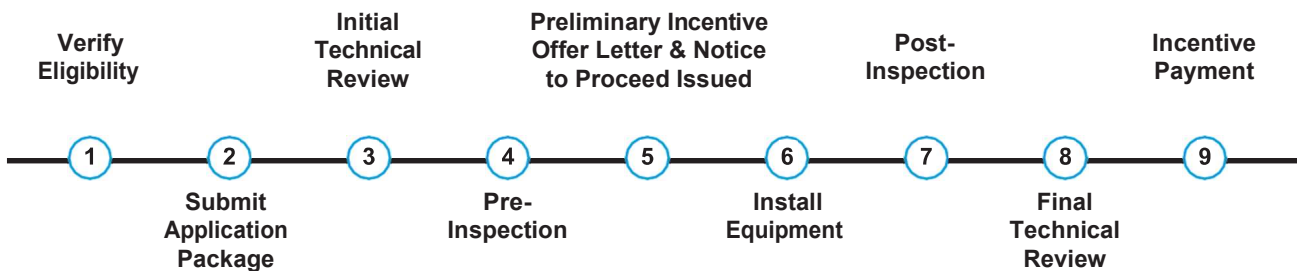 Verify
Eligibility
1
2
Submit
Application
Package
Initial
Technical
Review
3
4
Pre-
Inspection
Preliminary Incentive
Offer Letter & Notice
to Proceed Issued
5
6
Install
Equipment
Post-
Inspection
7
8
Final
Technical
Review
Incentive
Payment
9